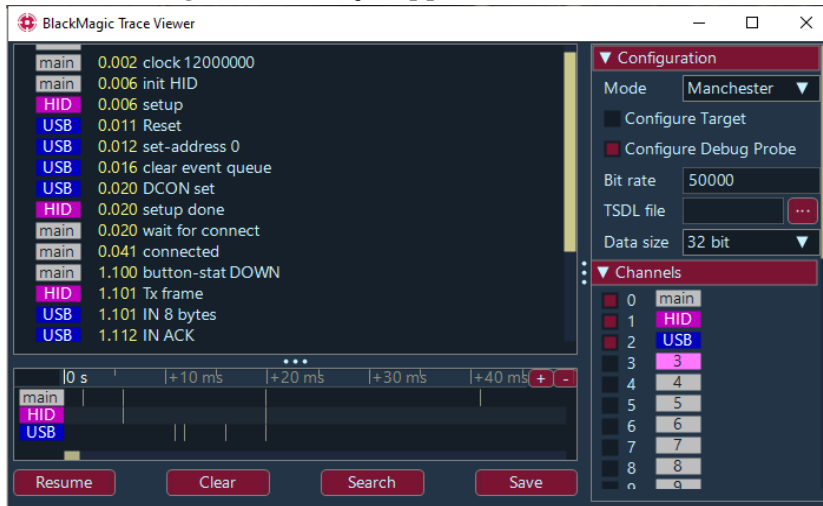 BlackMagic Trace Viewer
main 0.002 clock 12000000
main 0.006 init HID
HID 0.006 setup
USB 0.011 Reset
USB 0.012 set-address 0
USB 0.016 clear event queue
USB 0.020 DCON set
HID 0.020 setup done
main 0.020 wait for connect
main 0.041 connected
main 1.100 button-stat DOWN
HID 1.101 Tx frame
USB 1.101 IN 8 bytes
USB 1.112 IN ACK
0 s +10 ms +20 ms +30 ms +40 ms + -
main
HID
USB
Resume Clear Search Save
Configuration
Mode Manchester
Configure Target
Configure Debug Probe
Bit rate 50000
TSDL file ...
Data size 32 bit
Channels
0 main
1 HID
2 USB
3 3
4 4
5 5
6 6
7 7
8 8
9 9